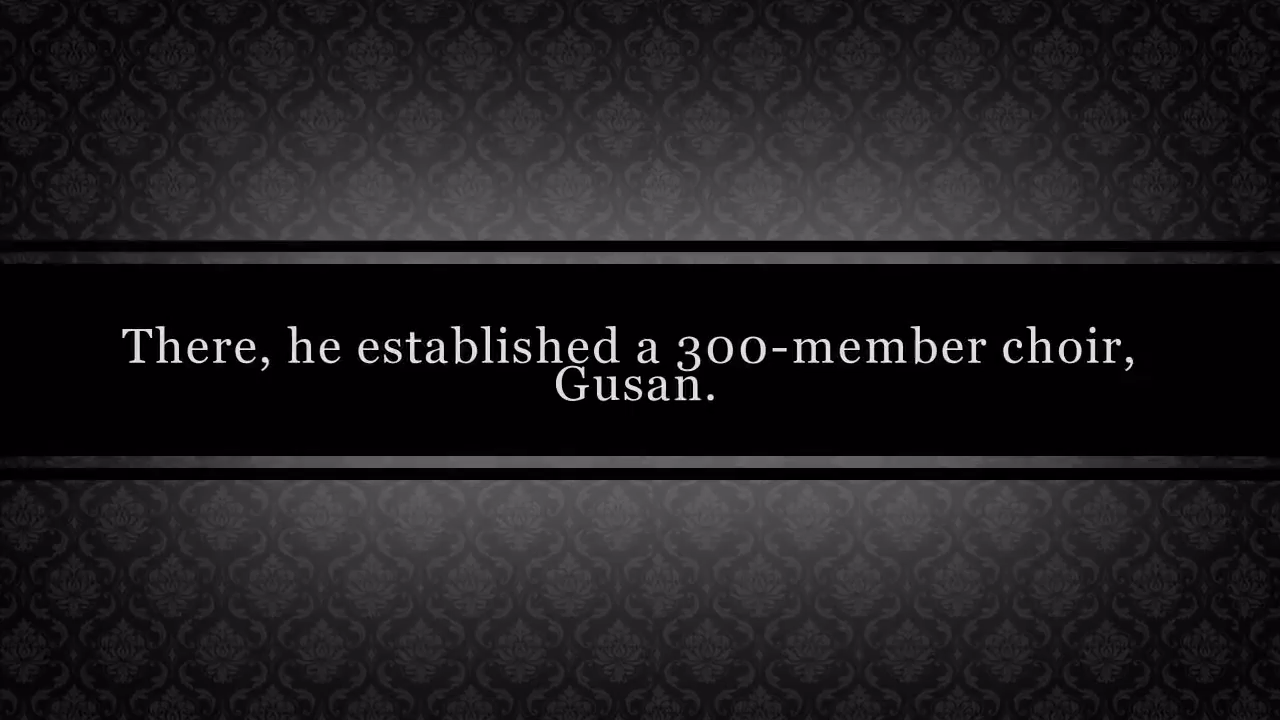 There, he established a 300-member choir,
Gusan.